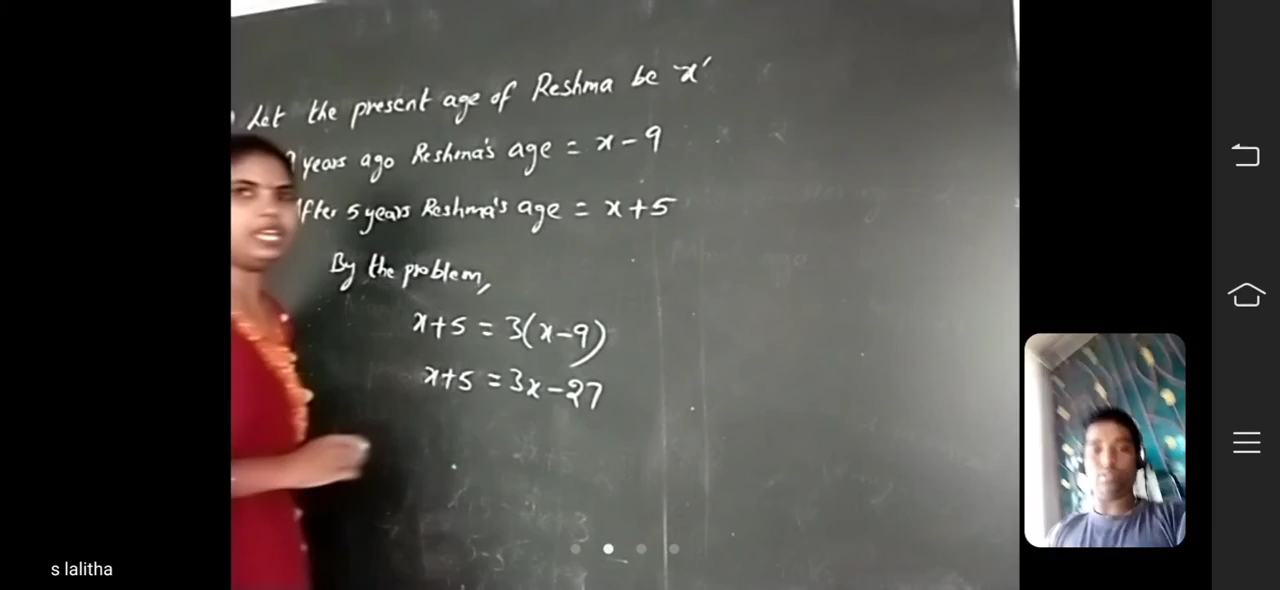 Let the present age of Reshma be 'x'
years ago Reshma's age = x-9
After 5 years Reshma's age = x+5
By the problem,
x+5 = 3(x-9)
x+5 = 3x-27
s lalitha